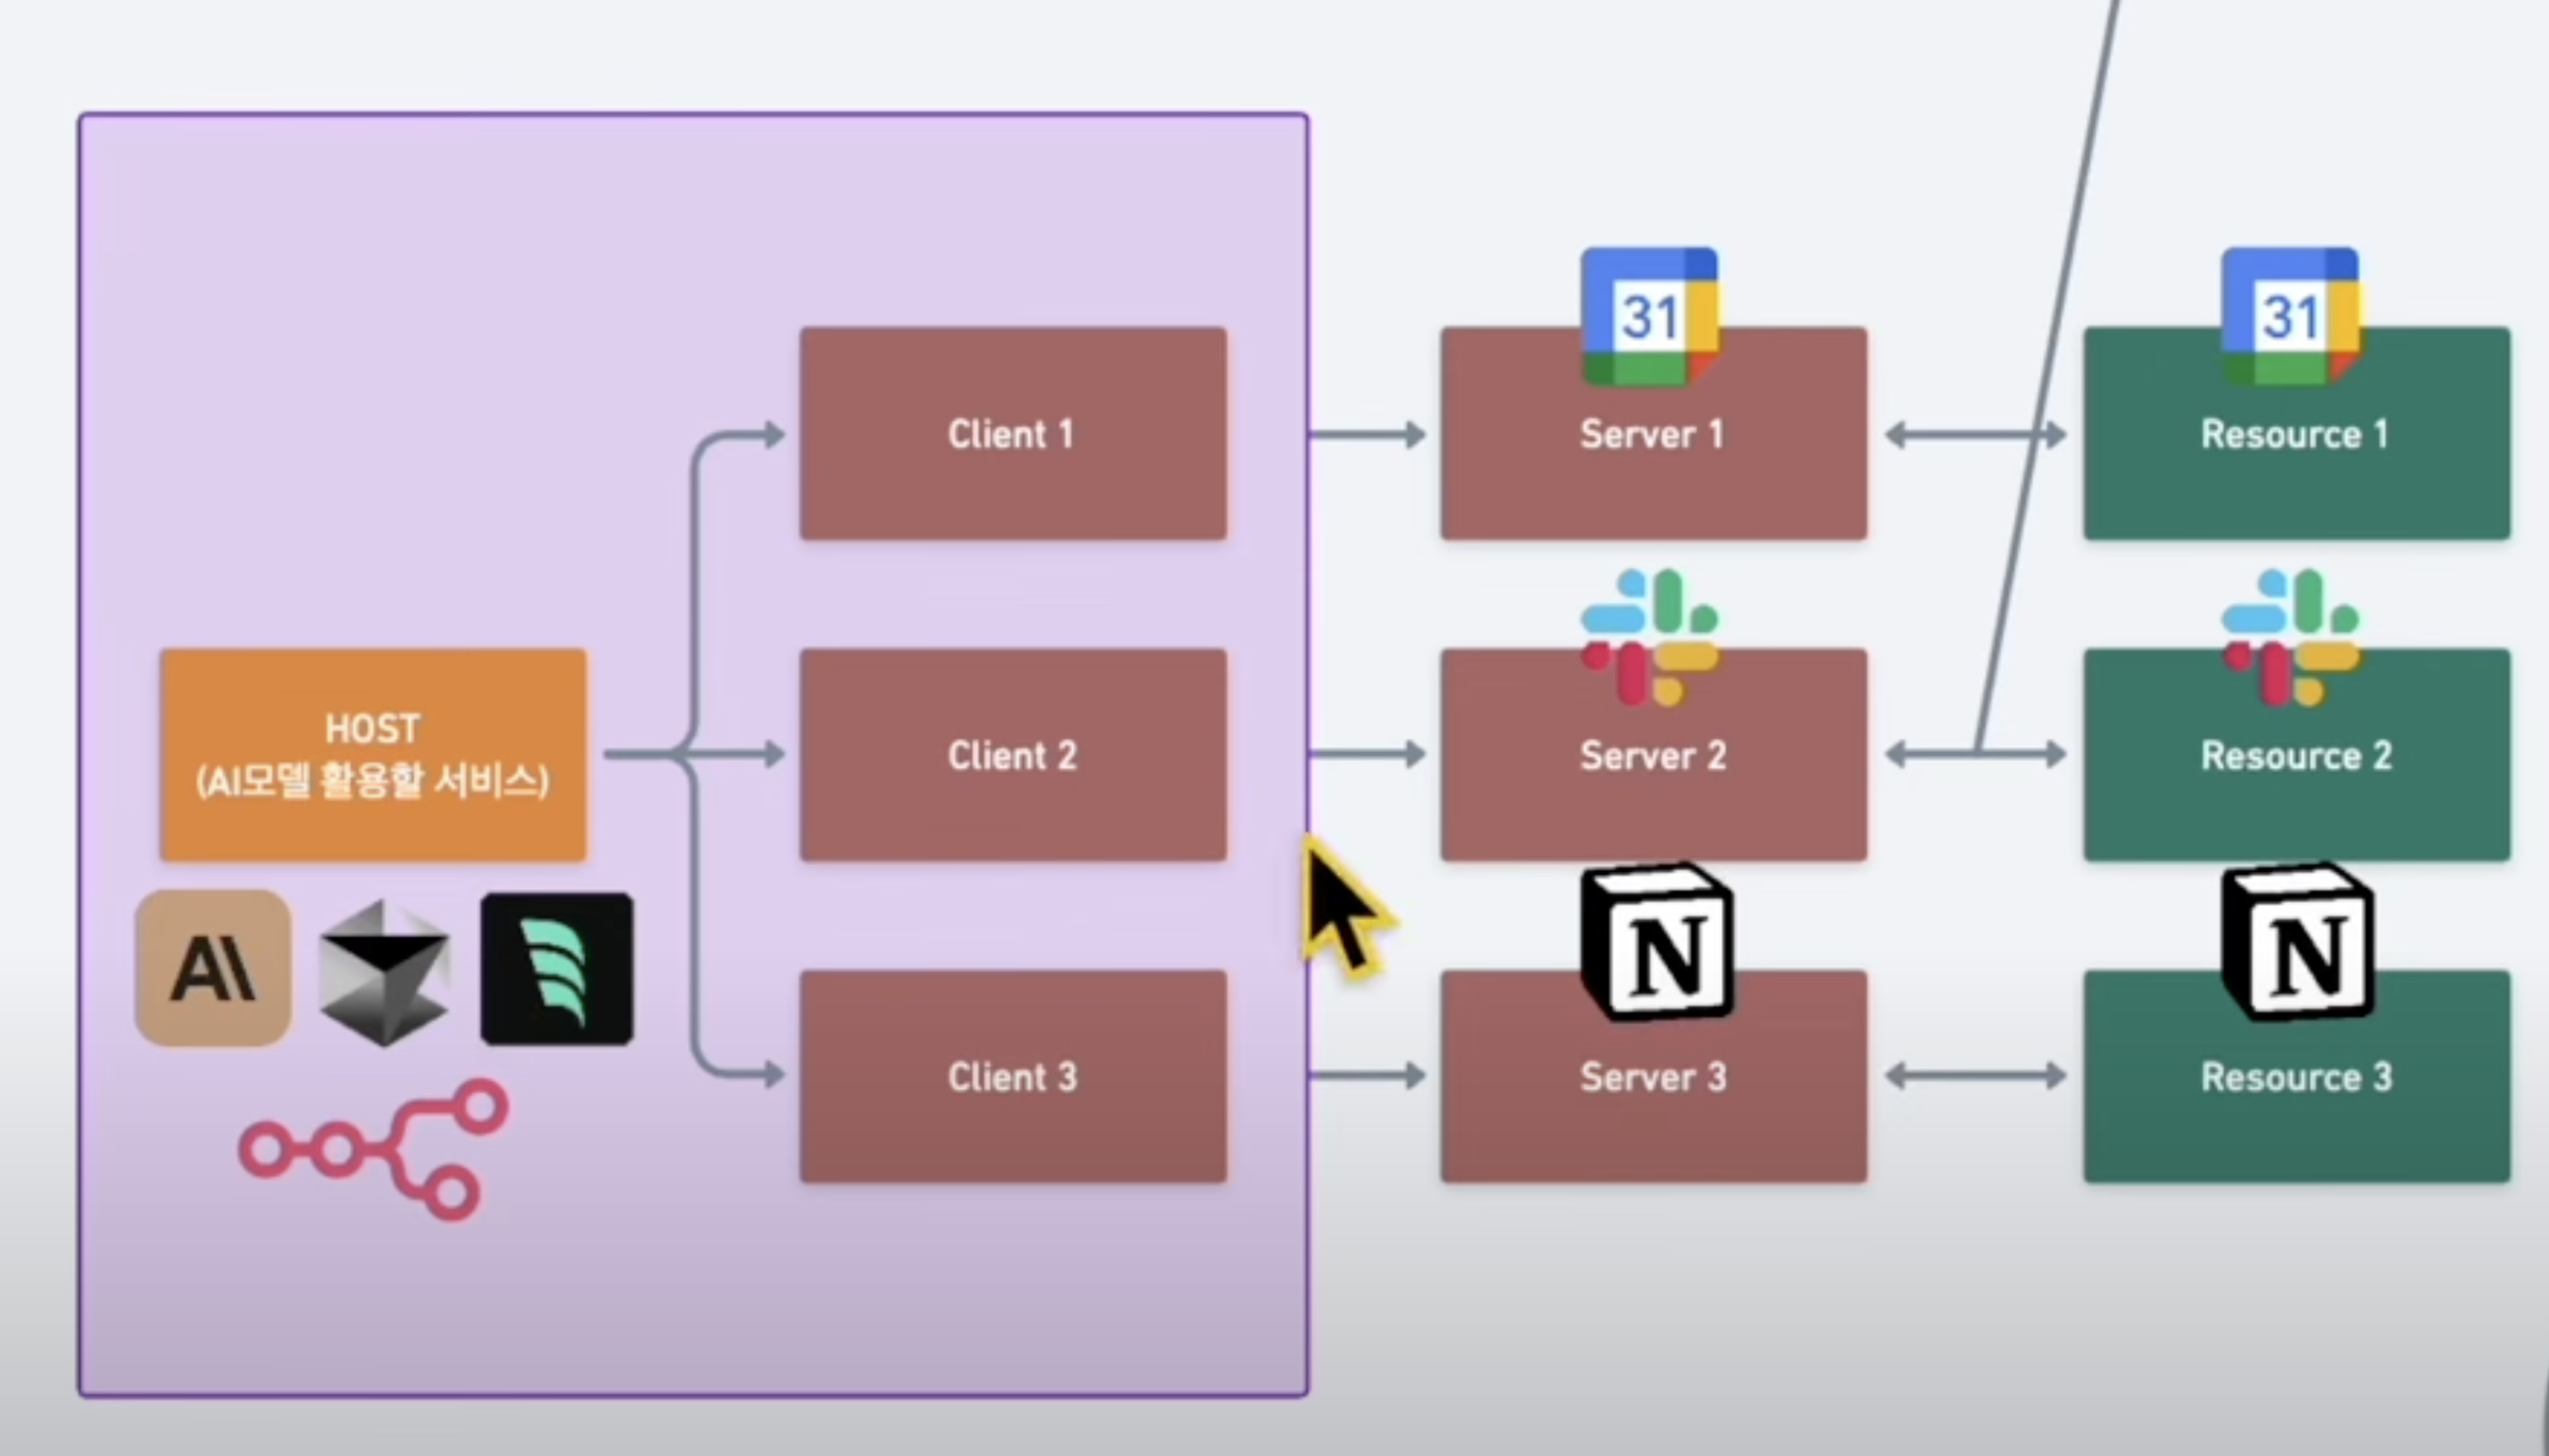 31
31
Client 1
Server 1
Resource 1
HOST
(AI모델 활용할 서비스)
Client 2
Server 2
Resource 2
A\
N
N
Client 3
Server 3
Resource 3